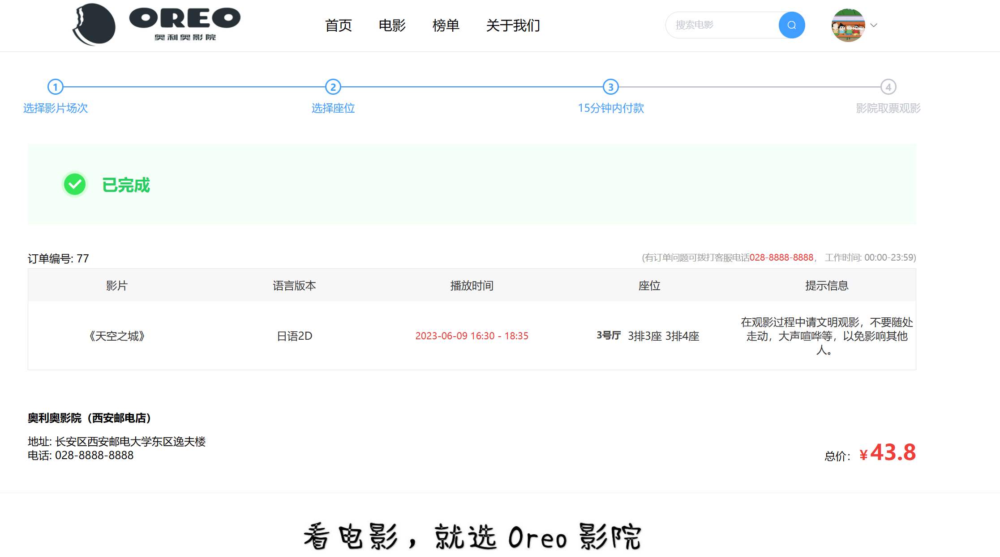 OREO
奥利奥影院
首页 电影 榜单 关于我们
搜索电影
1 2 3 4
选择影片场次 选择座位 15分钟内付款 影院取票观影
已完成
订单编号: 77
(有订单问题可拨打客服电话028-8888-8888， 工作时间: 00:00-23:59)
影片 语言版本 播放时间 座位 提示信息
《天空之城》 日语2D 2023-06-09 16:30 - 18:35 3号厅 3排3座 3排4座
在观影过程中请文明观影，不要随处
走动，大声喧哗等，以免影响其他
人。
奥利奥影院（西安邮电店）
地址: 长安区西安邮电大学东区逸夫楼
电话: 028-8888-8888
总价：¥43.8
看电影，就选 Oreo 影院